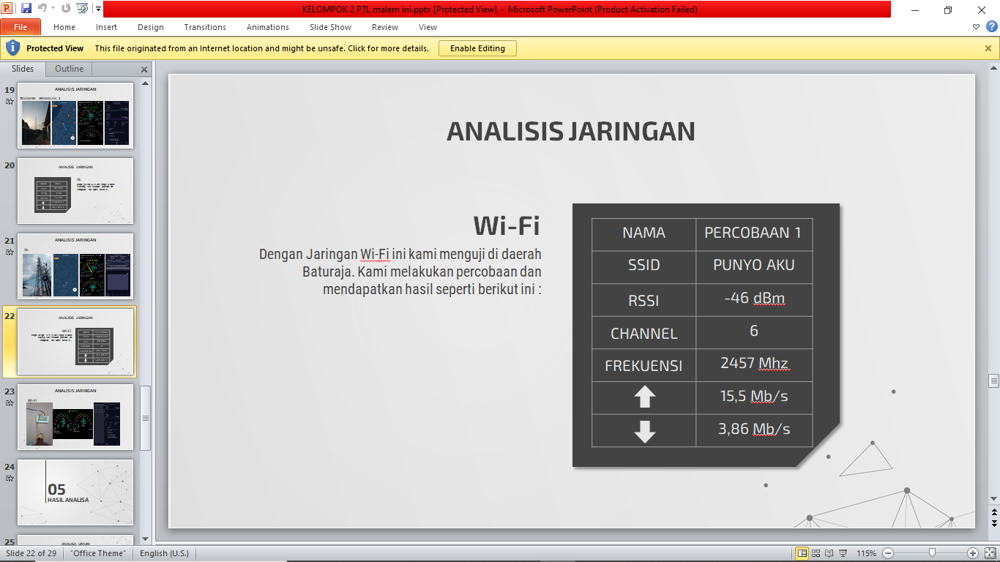 KELOMPOK 2 PTL malem ini.pptx [Protected View] - Microsoft PowerPoint (Product Activation Failed)
File Home Insert Design Transitions Animations Slide Show Review View
Protected View This file originated from an Internet location and might be unsafe. Click for more details. Enable Editing
Slides Outline
19
ANALISIS JARINGAN
20
ANALISIS JARINGAN
XL
21
ANALISIS JARINGAN
XL
22
ANALISIS JARINGAN
Wi-Fi
23
ANALISIS JARINGAN
Wi-Fi
24
05
HASIL ANALISA
25
ANALISA UMUM
ANALISIS JARINGAN
Wi-Fi
Dengan Jaringan Wi-Fi ini kami menguji di daerah
Baturaja. Kami melakukan percobaan dan
mendapatkan hasil seperti berikut ini :
NAMA PERCOBAAN 1
SSID PUNYO AKU
RSSI -46 dBm
CHANNEL 6
FREKUENSI 2457 Mhz
15,5 Mb/s
3,86 Mb/s
Slide 22 of 29 "Office Theme" English (U.S.) 115%